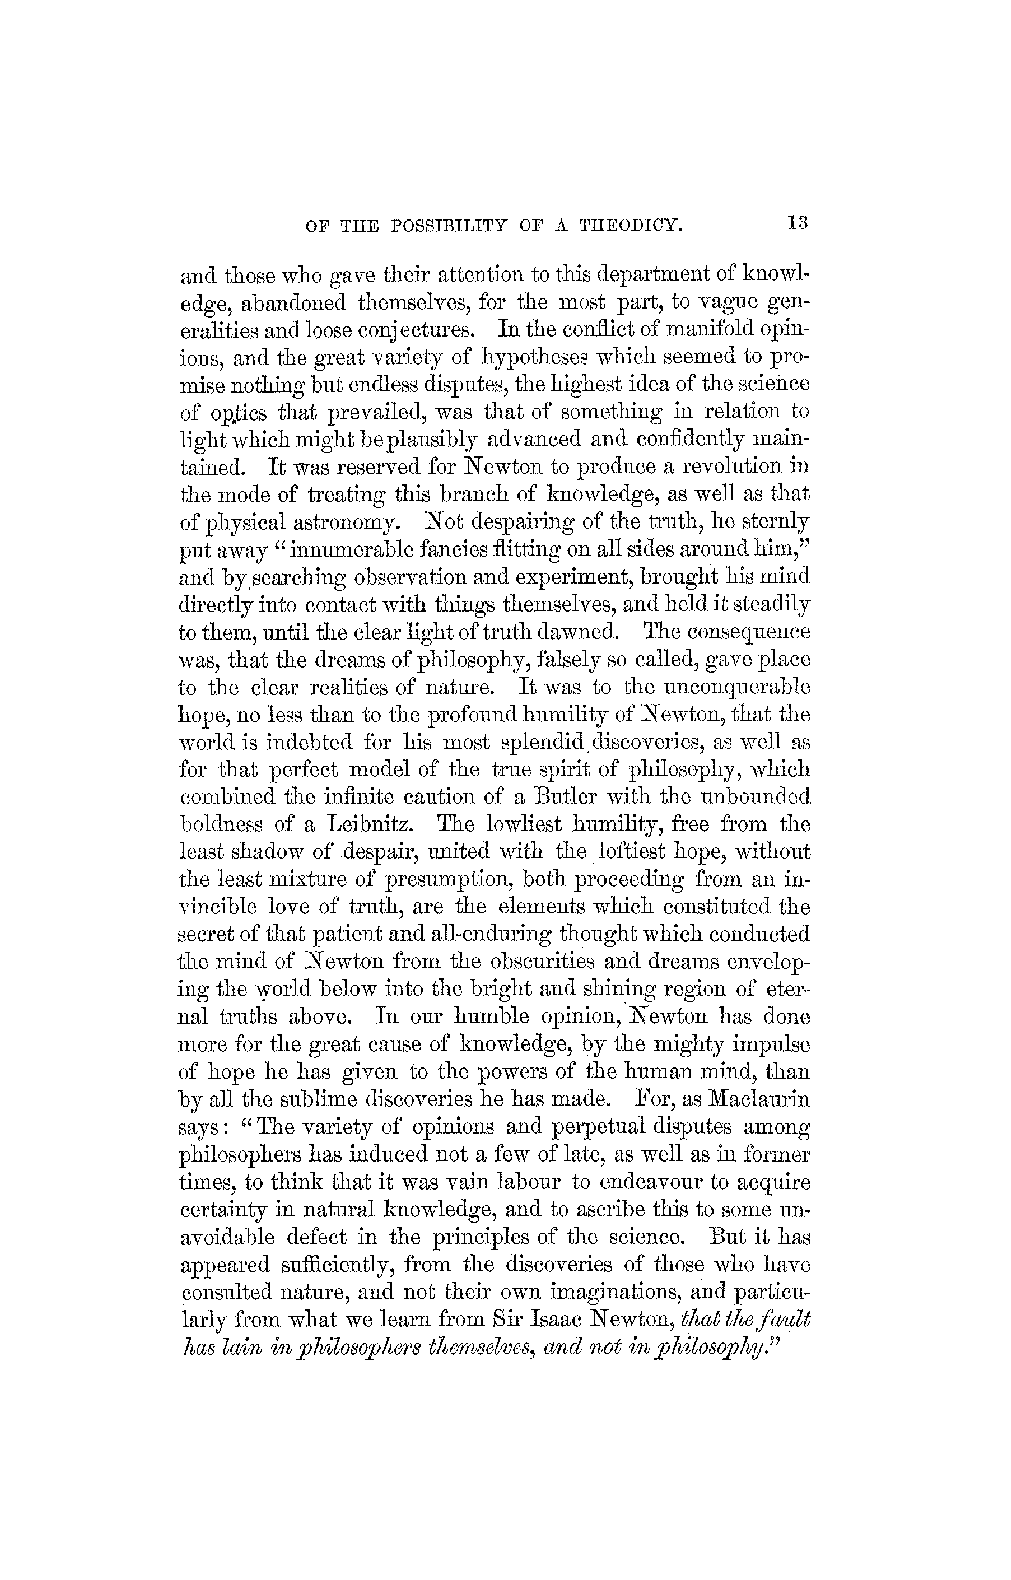 OF THE POSSIBILITY OF A THEODICY. 13
and those who gave their attention to this department of knowl-
edge, abandoned themselves, for the most part, to vague gen-
eralities and loose conjectures. In the conflict of manifold opin-
ions, and the great variety of hypotheses which seemed to pro-
mise nothing but endless disputes, the highest idea of the science
of optics that prevailed, was that of something in relation to
light which might be plausibly advanced and confidently main-
tained. It was reserved for Newton to produce a revolution in
the mode of treating this branch of knowledge, as well as that
of physical astronomy. Not despairing of the truth, he sternly
put away “innumerable fancies flitting on all sides around him,”
and by searching observation and experiment, brought his mind
directly into contact with things themselves, and held it steadily
to them, until the clear light of truth dawned. The consequence
was, that the dreams of philosophy, falsely so called, gave place
to the clear realities of nature. It was to the unconquerable
hope, no less than to the profound humility of Newton, that the
world is indebted for his most splendid discoveries, as well as
for that perfect model of the true spirit of philosophy, which
combined the infinite caution of a Butler with the unbounded
boldness of a Leibnitz. The lowliest humility, free from the
least shadow of despair, united with the loftiest hope, without
the least mixture of presumption, both proceeding from an in-
vincible love of truth, are the elements which constituted the
secret of that patient and all-enduring thought which conducted
the mind of Newton from the obscurities and dreams envelop-
ing the world below into the bright and shining region of eter-
nal truths above. In our humble opinion, Newton has done
more for the great cause of knowledge, by the mighty impulse
of hope he has given to the powers of the human mind, than
by all the sublime discoveries he has made. For, as Maclaurin
says: “The variety of opinions and perpetual disputes among
philosophers has induced not a few of late, as well as in former
times, to think that it was vain labour to endeavour to acquire
certainty in natural knowledge, and to ascribe this to some un-
avoidable defect in the principles of the science. But it has
appeared sufficiently, from the discoveries of those who have
consulted nature, and not their own imaginations, and particu-
larly from what we learn from Sir Isaac Newton, that the fault
has lain in philosophers themselves, and not in philosophy.”